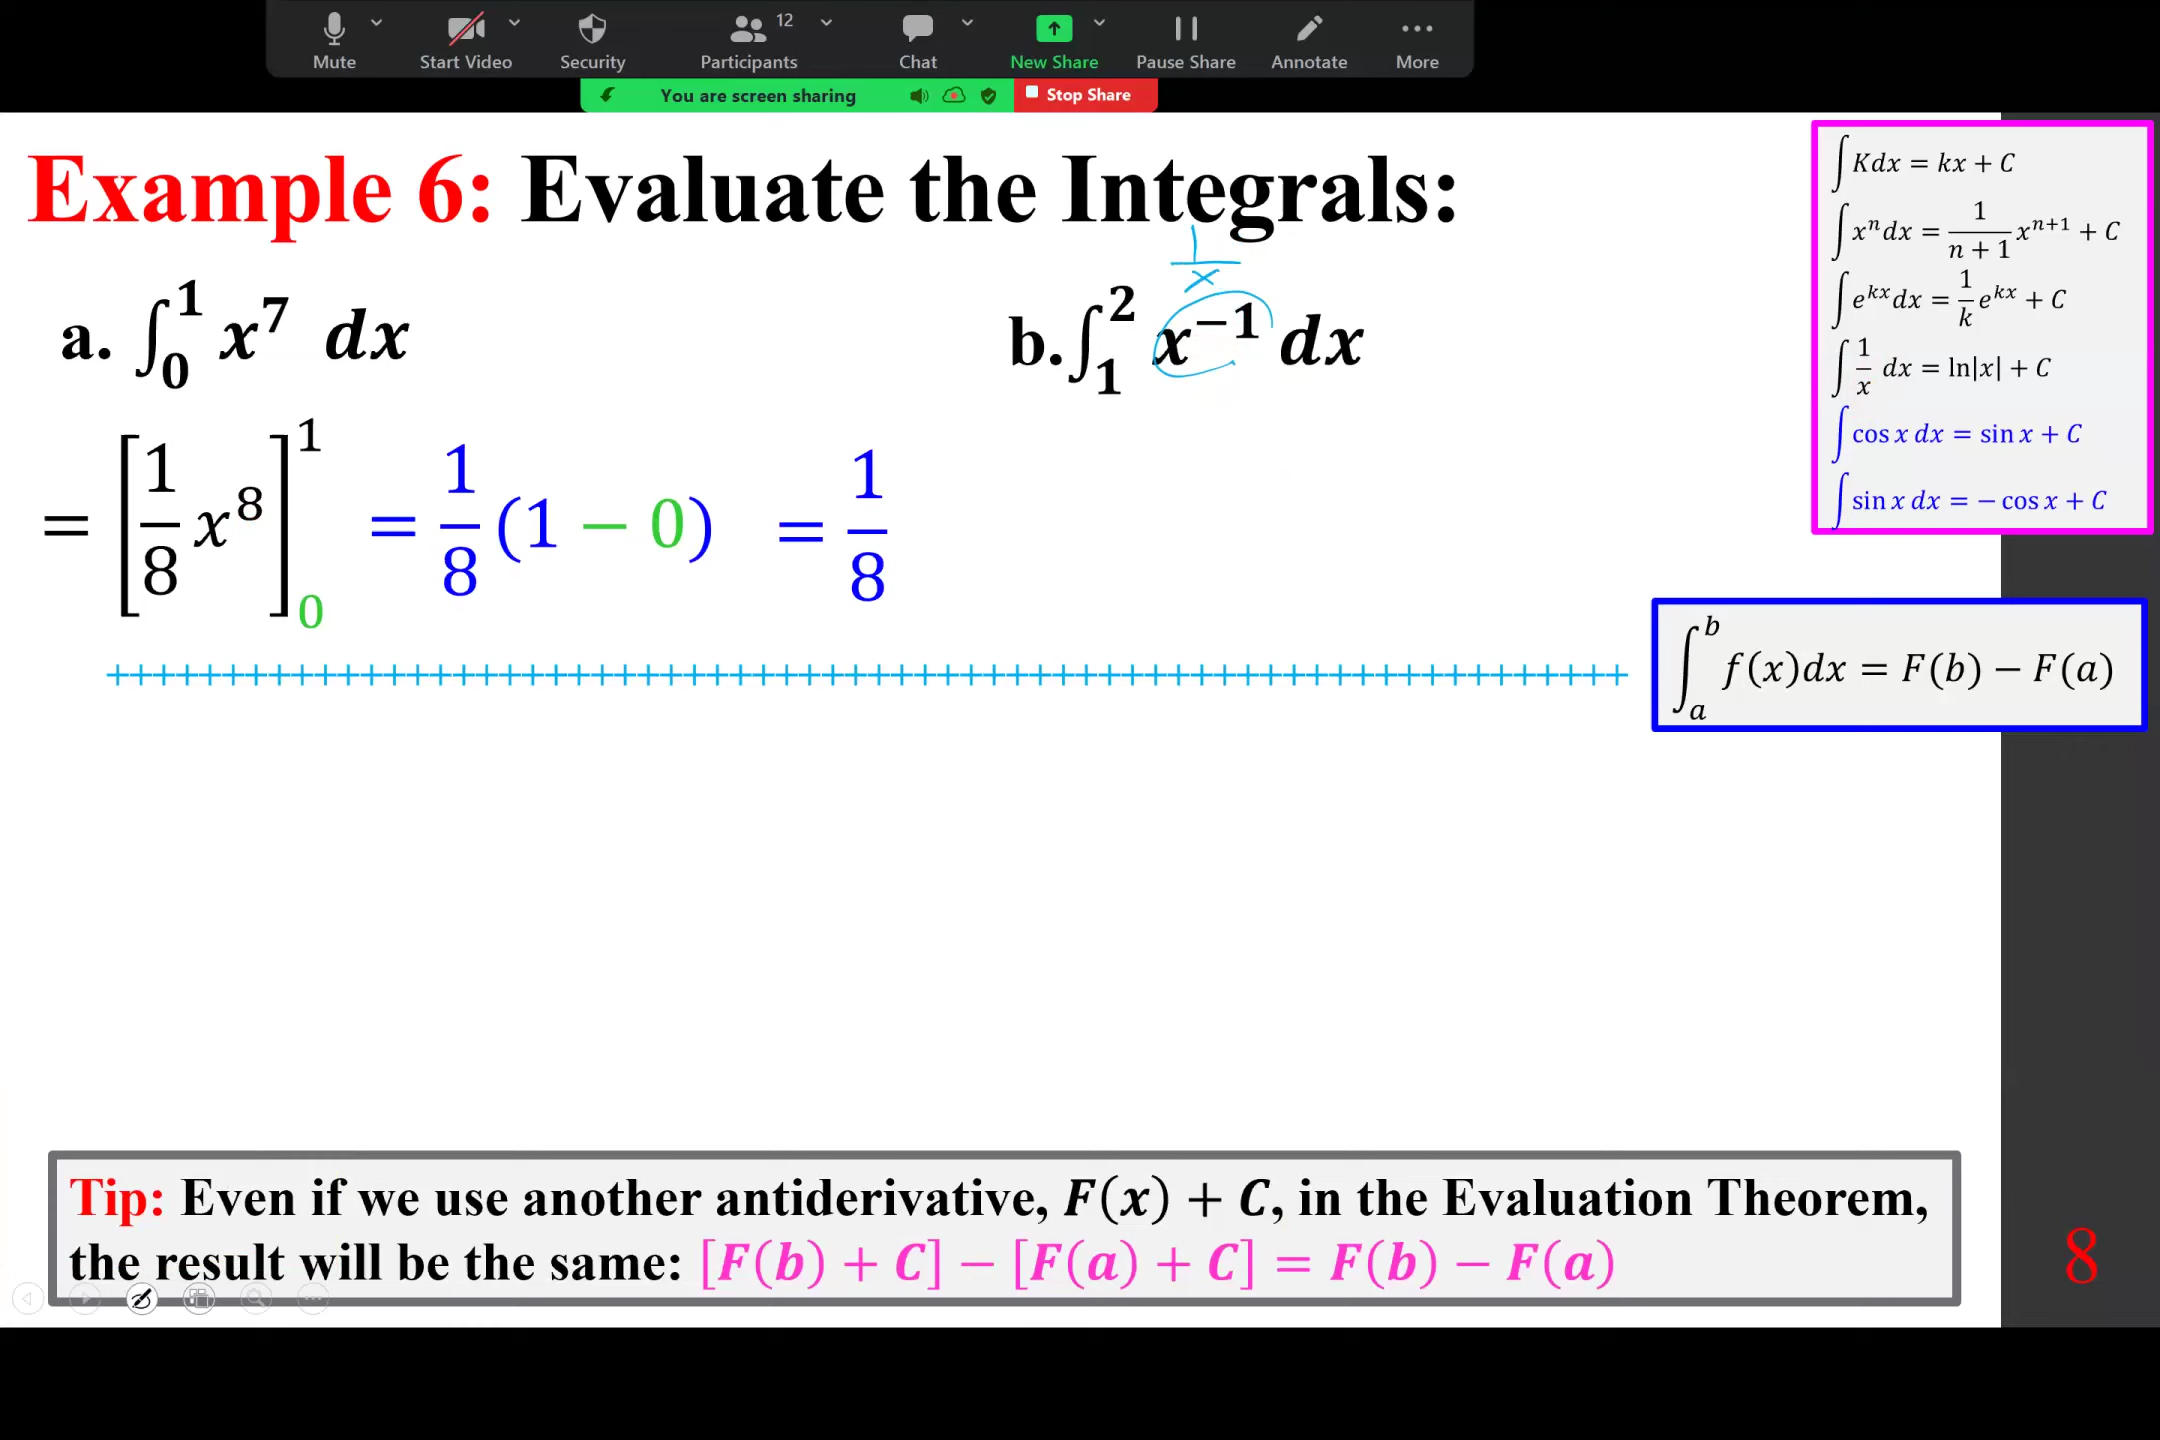 Mute
Start Video
Security
Participants 12
Chat
New Share
Pause Share
Annotate
More
You are screen sharing
Stop Share
Example 6: Evaluate the Integrals:
1/x
a. ∫₀¹ x⁷ dx
b. ∫₁² x⁻¹ dx
= [1/8 x⁸]₀¹ = 1/8 (1 − 0) = 1/8
∫ Kdx = kx + C
∫ xⁿdx = 1/(n + 1) xⁿ⁺¹ + C
∫ eᵏˣdx = 1/k eᵏˣ + C
∫ 1/x dx = ln|x| + C
∫ cos x dx = sin x + C
∫ sin x dx = − cos x + C
∫ₐᵇ f(x)dx = F(b) − F(a)
Tip: Even if we use another antiderivative, F(x) + C, in the Evaluation Theorem,
the result will be the same: [F(b) + C] − [F(a) + C] = F(b) − F(a)
8